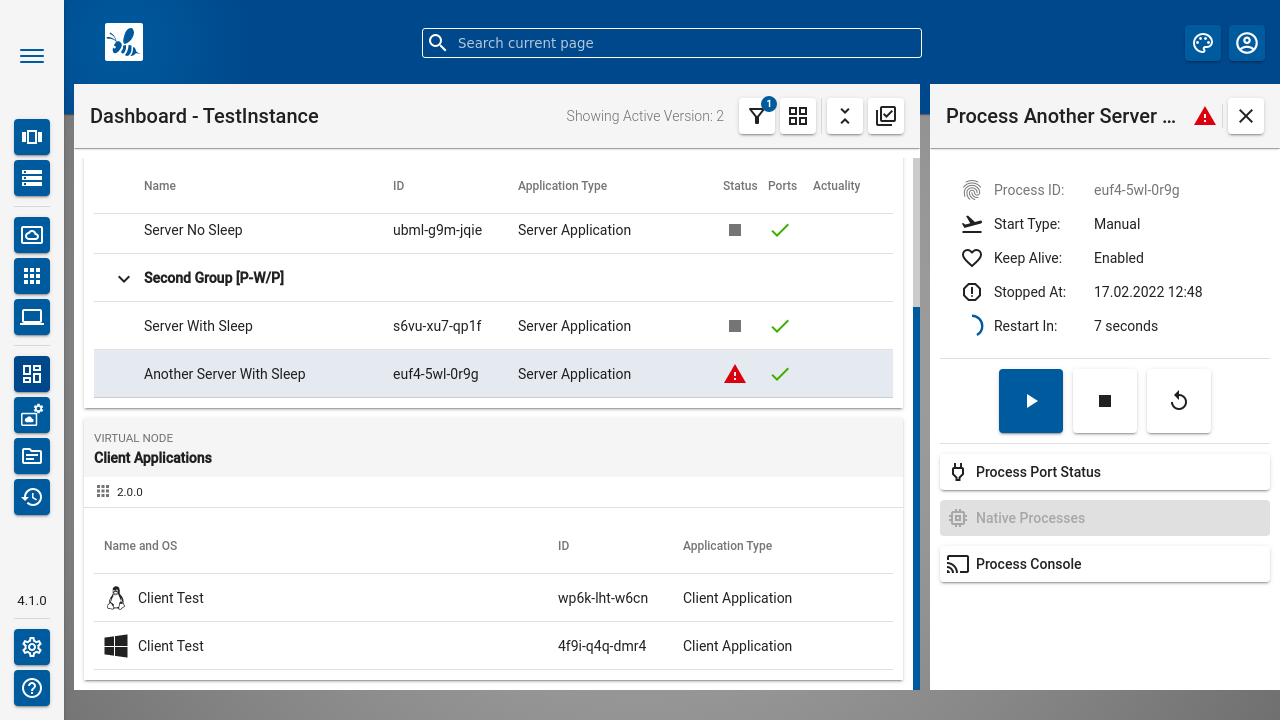 Search current page
Dashboard - TestInstance
Showing Active Version: 2
1
Name ID Application Type Status Ports Actuality
Server No Sleep ubml-g9m-jqie Server Application
Second Group [P-W/P]
Server With Sleep s6vu-xu7-qp1f Server Application
Another Server With Sleep euf4-5wl-0r9g Server Application
VIRTUAL NODE
Client Applications
2.0.0
Name and OS ID Application Type
Client Test wp6k-lht-w6cn Client Application
Client Test 4f9i-q4q-dmr4 Client Application
Process Another Server ...
Process ID: euf4-5wl-0r9g
Start Type: Manual
Keep Alive: Enabled
Stopped At: 17.02.2022 12:48
Restart In: 7 seconds
Process Port Status
Native Processes
Process Console
4.1.0